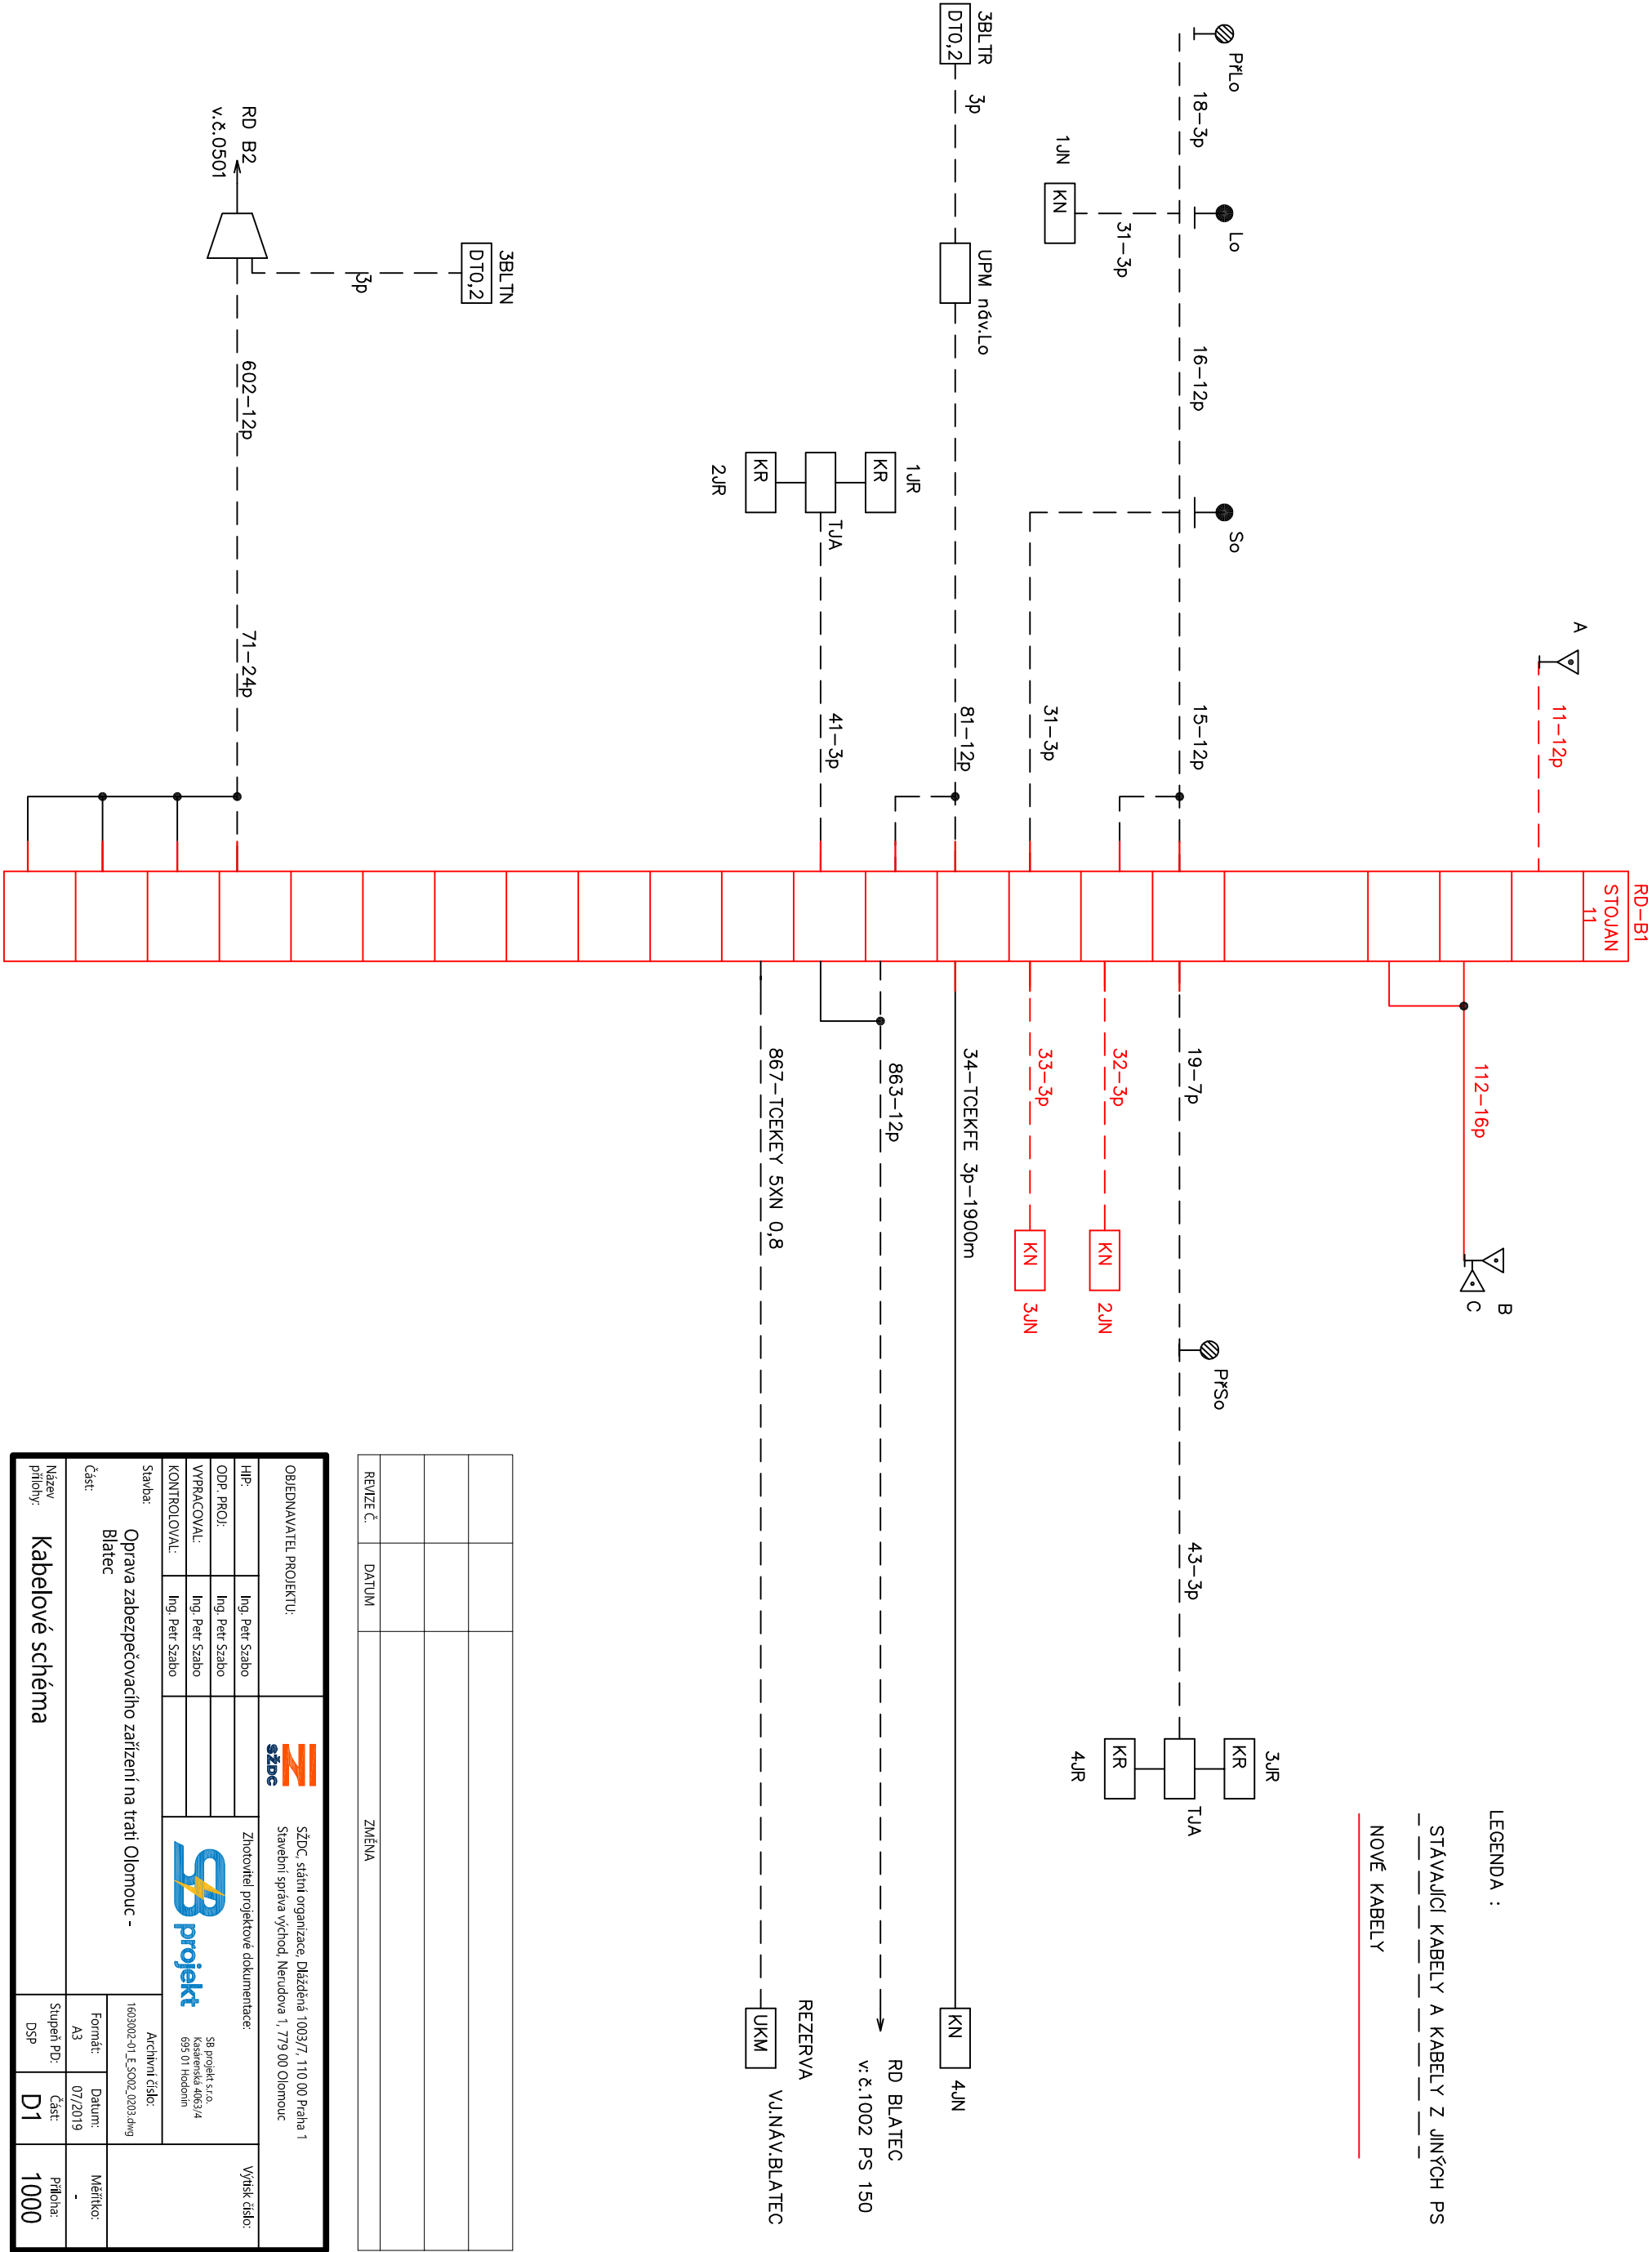 RD-B1
STOJAN
11
A
11-12p
112-16p
B
C
PřLo
18-3p
Lo
16-12p
So
15-12p
19-7p
PřSo
43-3p
3JR
KR
TJA
KR
4JR
1JN
KN
31-3p
31-3p
32-3p
KN
2JN
33-3p
KN
3JN
3BLTR
DT0,2
3p
UPM náv.Lo
81-12p
34-TCEKFE 3p-1900m
KN
4JN
1JR
KR
TJA
KR
2JR
41-3p
863-12p
RD BLATEC
v:č.1002 PS 150
867-TCEKEY 5XN 0,8
REZERVA
UKM
VJ.NÁV.BLATEC
3BLTN
DT0,2
3p
RD B2
v.č.0501
602-12p
71-24p
LEGENDA :
STÁVAJÍCÍ KABELY A KABELY Z JINÝCH PS
NOVÉ KABELY
REVIZE Č.
DATUM
ZMĚNA
OBJEDNAVATEL PROJEKTU:
SŽDC
SŽDC, státní organizace, Dlážděná 1003/7, 110 00 Praha 1
Stavební správa východ, Nerudova 1, 779 00 Olomouc
HIP:
Ing. Petr Szabo
ODP. PROJ:
Ing. Petr Szabo
VYPRACOVAL:
Ing. Petr Szabo
KONTROLOVAL:
Ing. Petr Szabo
Zhotovitel projektové dokumentace:
SB projekt
SB projekt s.r.o.
Kasárenská 4063/4
695 01 Hodonín
Výtisk číslo:
Stavba:
Oprava zabezpečovacího zařízení na trati Olomouc -
Blatec
Archivní číslo:
1603002-01_E_SO02_0203.dwg
Část:
Formát:
A3
Datum:
07/2019
Měřítko:
-
Název
přílohy:
Kabelové schéma
Stupeň PD:
DSP
Část:
D1
Příloha:
1000